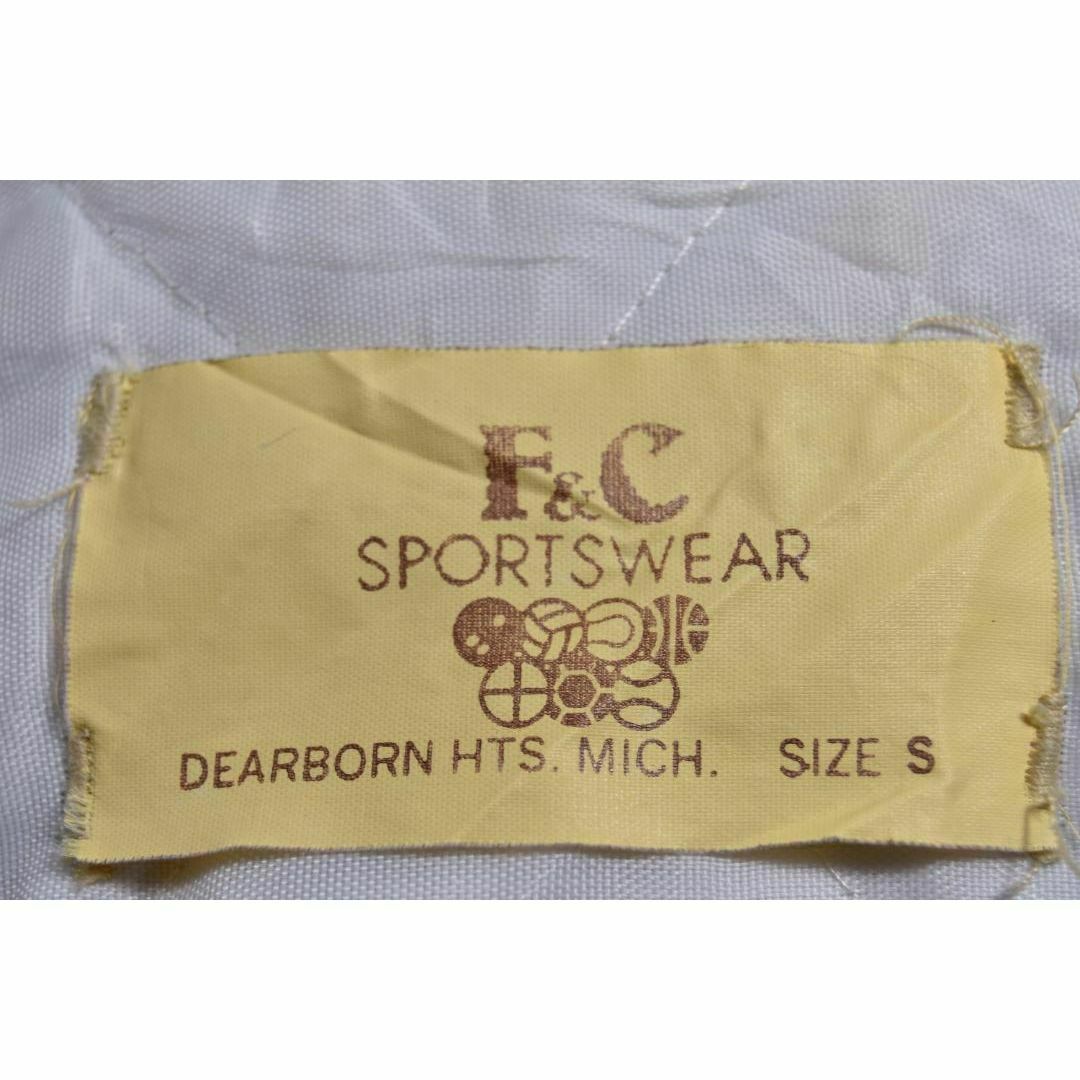 F&C
SPORTSWEAR
DEARBORN HTS. MICH. SIZE S